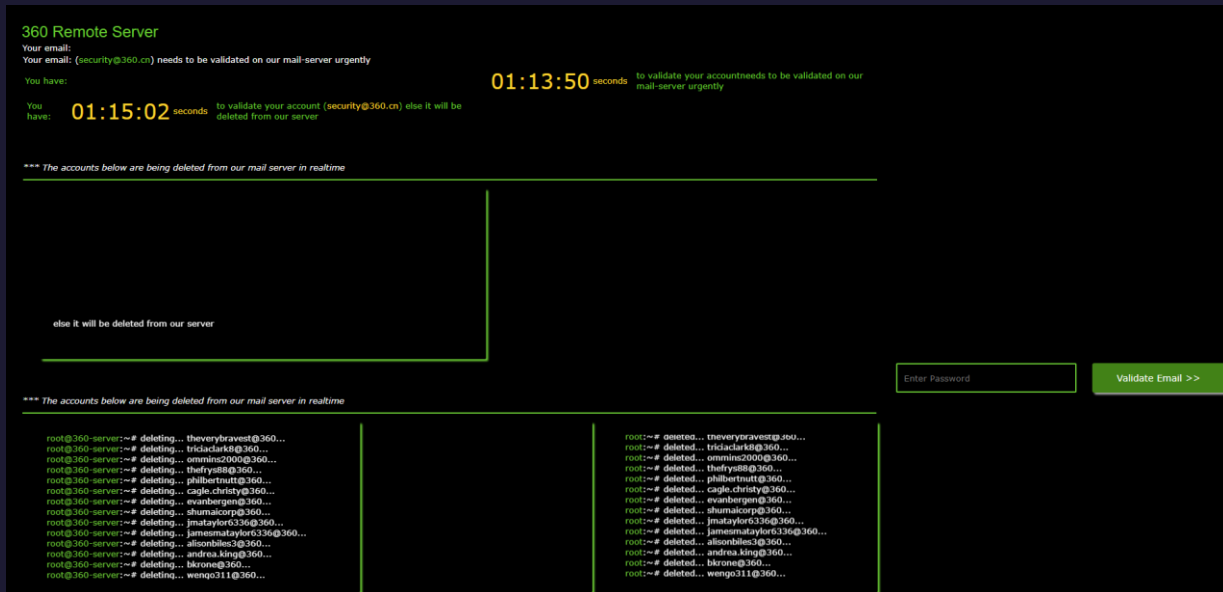 360 Remote Server
Your email:
Your email: (security@360.cn) needs to be validated on our mail-server urgently
You have:
01:13:50 seconds to validate your accountneeds to be validated on our
mail-server urgently
You
have:
01:15:02 seconds to validate your account (security@360.cn) else it will be
deleted from our server
*** The accounts below are being deleted from our mail server in realtime
else it will be deleted from our server
Enter Password
Validate Email >>
*** The accounts below are being deleted from our mail server in realtime
root@360-server:~# deleting... theverybravest@360...
root@360-server:~# deleting... triciaclark8@360...
root@360-server:~# deleting... ommins2000@360...
root@360-server:~# deleting... thefrys88@360...
root@360-server:~# deleting... philbertnutt@360...
root@360-server:~# deleting... cagle.christy@360...
root@360-server:~# deleting... evanbergen@360...
root@360-server:~# deleting... shumaicorp@360...
root@360-server:~# deleting... jmataylor6336@360...
root@360-server:~# deleting... jamesmataylor6336@360...
root@360-server:~# deleting... alisonbiles3@360...
root@360-server:~# deleting... andrea.king@360...
root@360-server:~# deleting... bkrone@360...
root@360-server:~# deleting... wengo311@360...
root:~# deleted... theverybravest@360...
root:~# deleted... triciaclark8@360...
root:~# deleted... ommins2000@360...
root:~# deleted... thefrys88@360...
root:~# deleted... philbertnutt@360...
root:~# deleted... cagle.christy@360...
root:~# deleted... evanbergen@360...
root:~# deleted... shumaicorp@360...
root:~# deleted... jmataylor6336@360...
root:~# deleted... jamesmataylor6336@360...
root:~# deleted... alisonbiles3@360...
root:~# deleted... andrea.king@360...
root:~# deleted... bkrone@360...
root:~# deleted... wengo311@360...